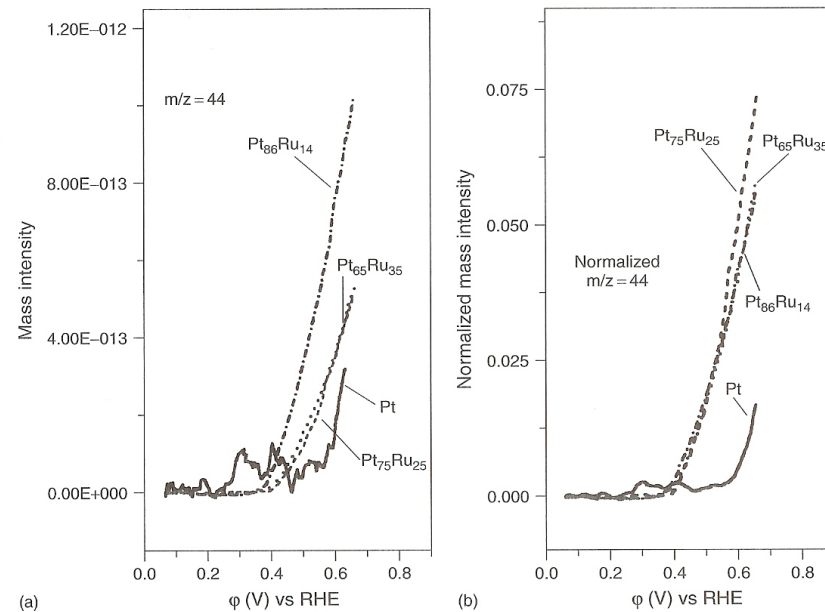 1.20E–012
m/z = 44
Pt86Ru14
8.00E–013
Mass intensity
Pt65Ru35
4.00E–013
Pt
Pt75Ru25
0.00E+000
0.0 0.2 0.4 0.6 0.8
(a) φ (V) vs RHE
0.075
Pt75Ru25
Pt65Ru35
0.050
Normalized mass intensity
Normalized
m/z = 44
Pt86Ru14
0.025
Pt
0.000
0.0 0.2 0.4 0.6 0.8
(b) φ (V) vs RHE